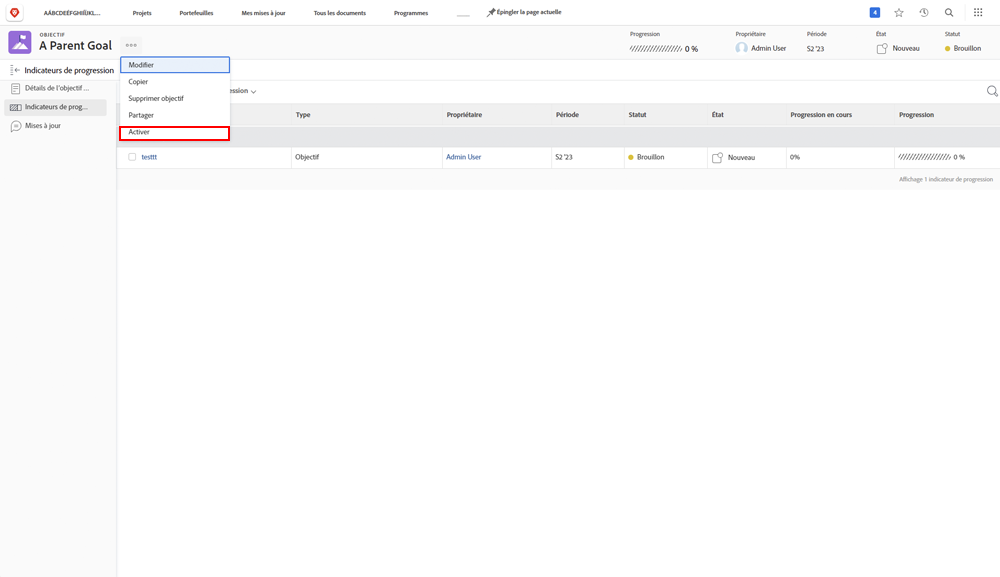 AÁBCDEÉFGHIÍJKL...
Projets
Portefeuilles
Mes mises à jour
Tous les documents
Programmes
Épingler la page actuelle
4
OBJECTIF
A Parent Goal
Progression
0 %
Propriétaire
Admin User
Période
S2 '23
État
Nouveau
Statut
Brouillon
Indicateurs de progression
Détails de l'objectif ...
Indicateurs de prog...
Mises à jour
Modifier
Copier
Supprimer objectif
Partager
Activer
Type
Propriétaire
Période
Statut
État
Progression en cours
Progression
testtt
Objectif
Admin User
S2 '23
Brouillon
Nouveau
0%
0 %
Affichage 1 indicateur de progression